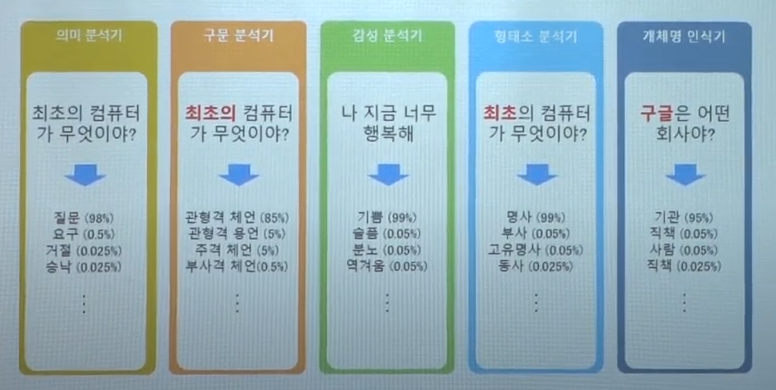 의미 분석기
최초의 컴퓨터
가 무엇이야?
질문 (98%)
요구 (0.5%)
거절 (0.025%)
승낙 (0.025%)
구문 분석기
최초의 컴퓨터
가 무엇이야?
관형격 체언 (85%)
관형격 용언 (5%)
주격 체언 (5%)
부사격 체언(0.5%)
감성 분석기
나 지금 너무
행복해
기쁨 (99%)
슬픔 (0.05%)
분노 (0.05%)
역겨움 (0.05%)
형태소 분석기
최초의 컴퓨터
가 무엇이야?
명사 (99%)
부사 (0.05%)
고유명사 (0.05%)
동사 (0.025%)
개체명 인식기
구글은 어떤
회사야?
기관 (95%)
직책 (0.05%)
사람 (0.05%)
직책 (0.025%)